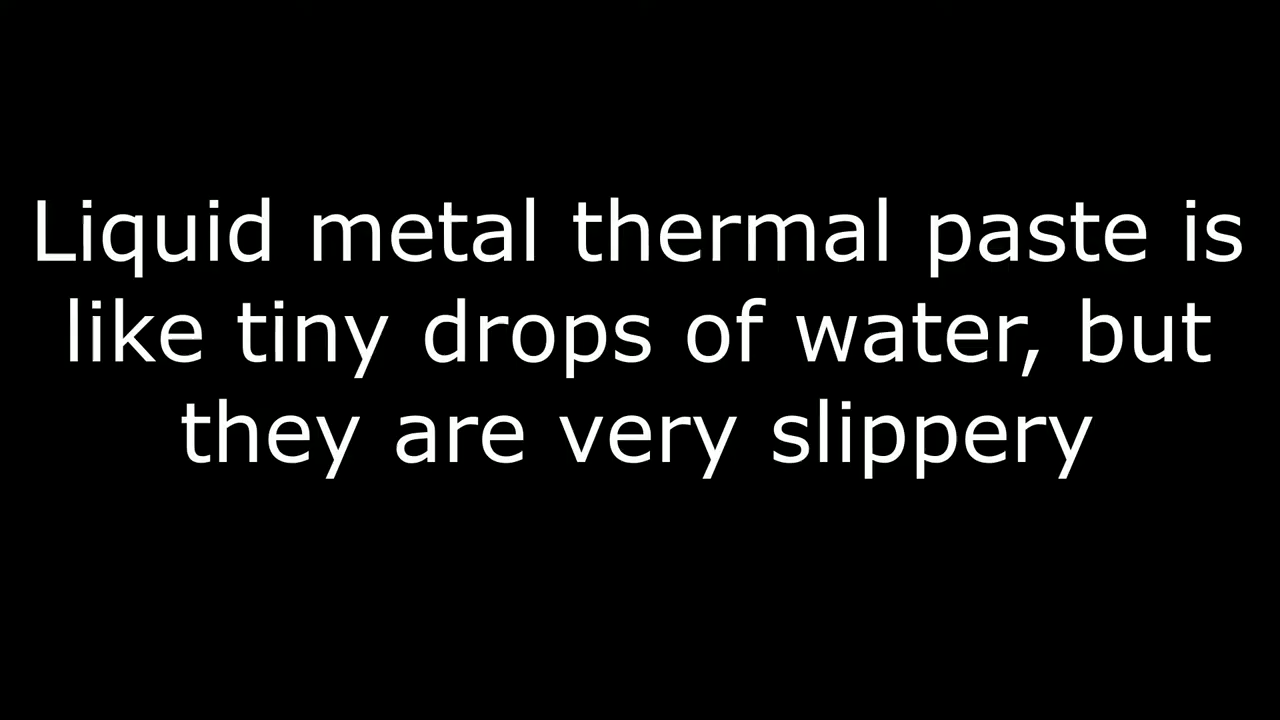 Liquid metal thermal paste is
like tiny drops of water, but
they are very slippery